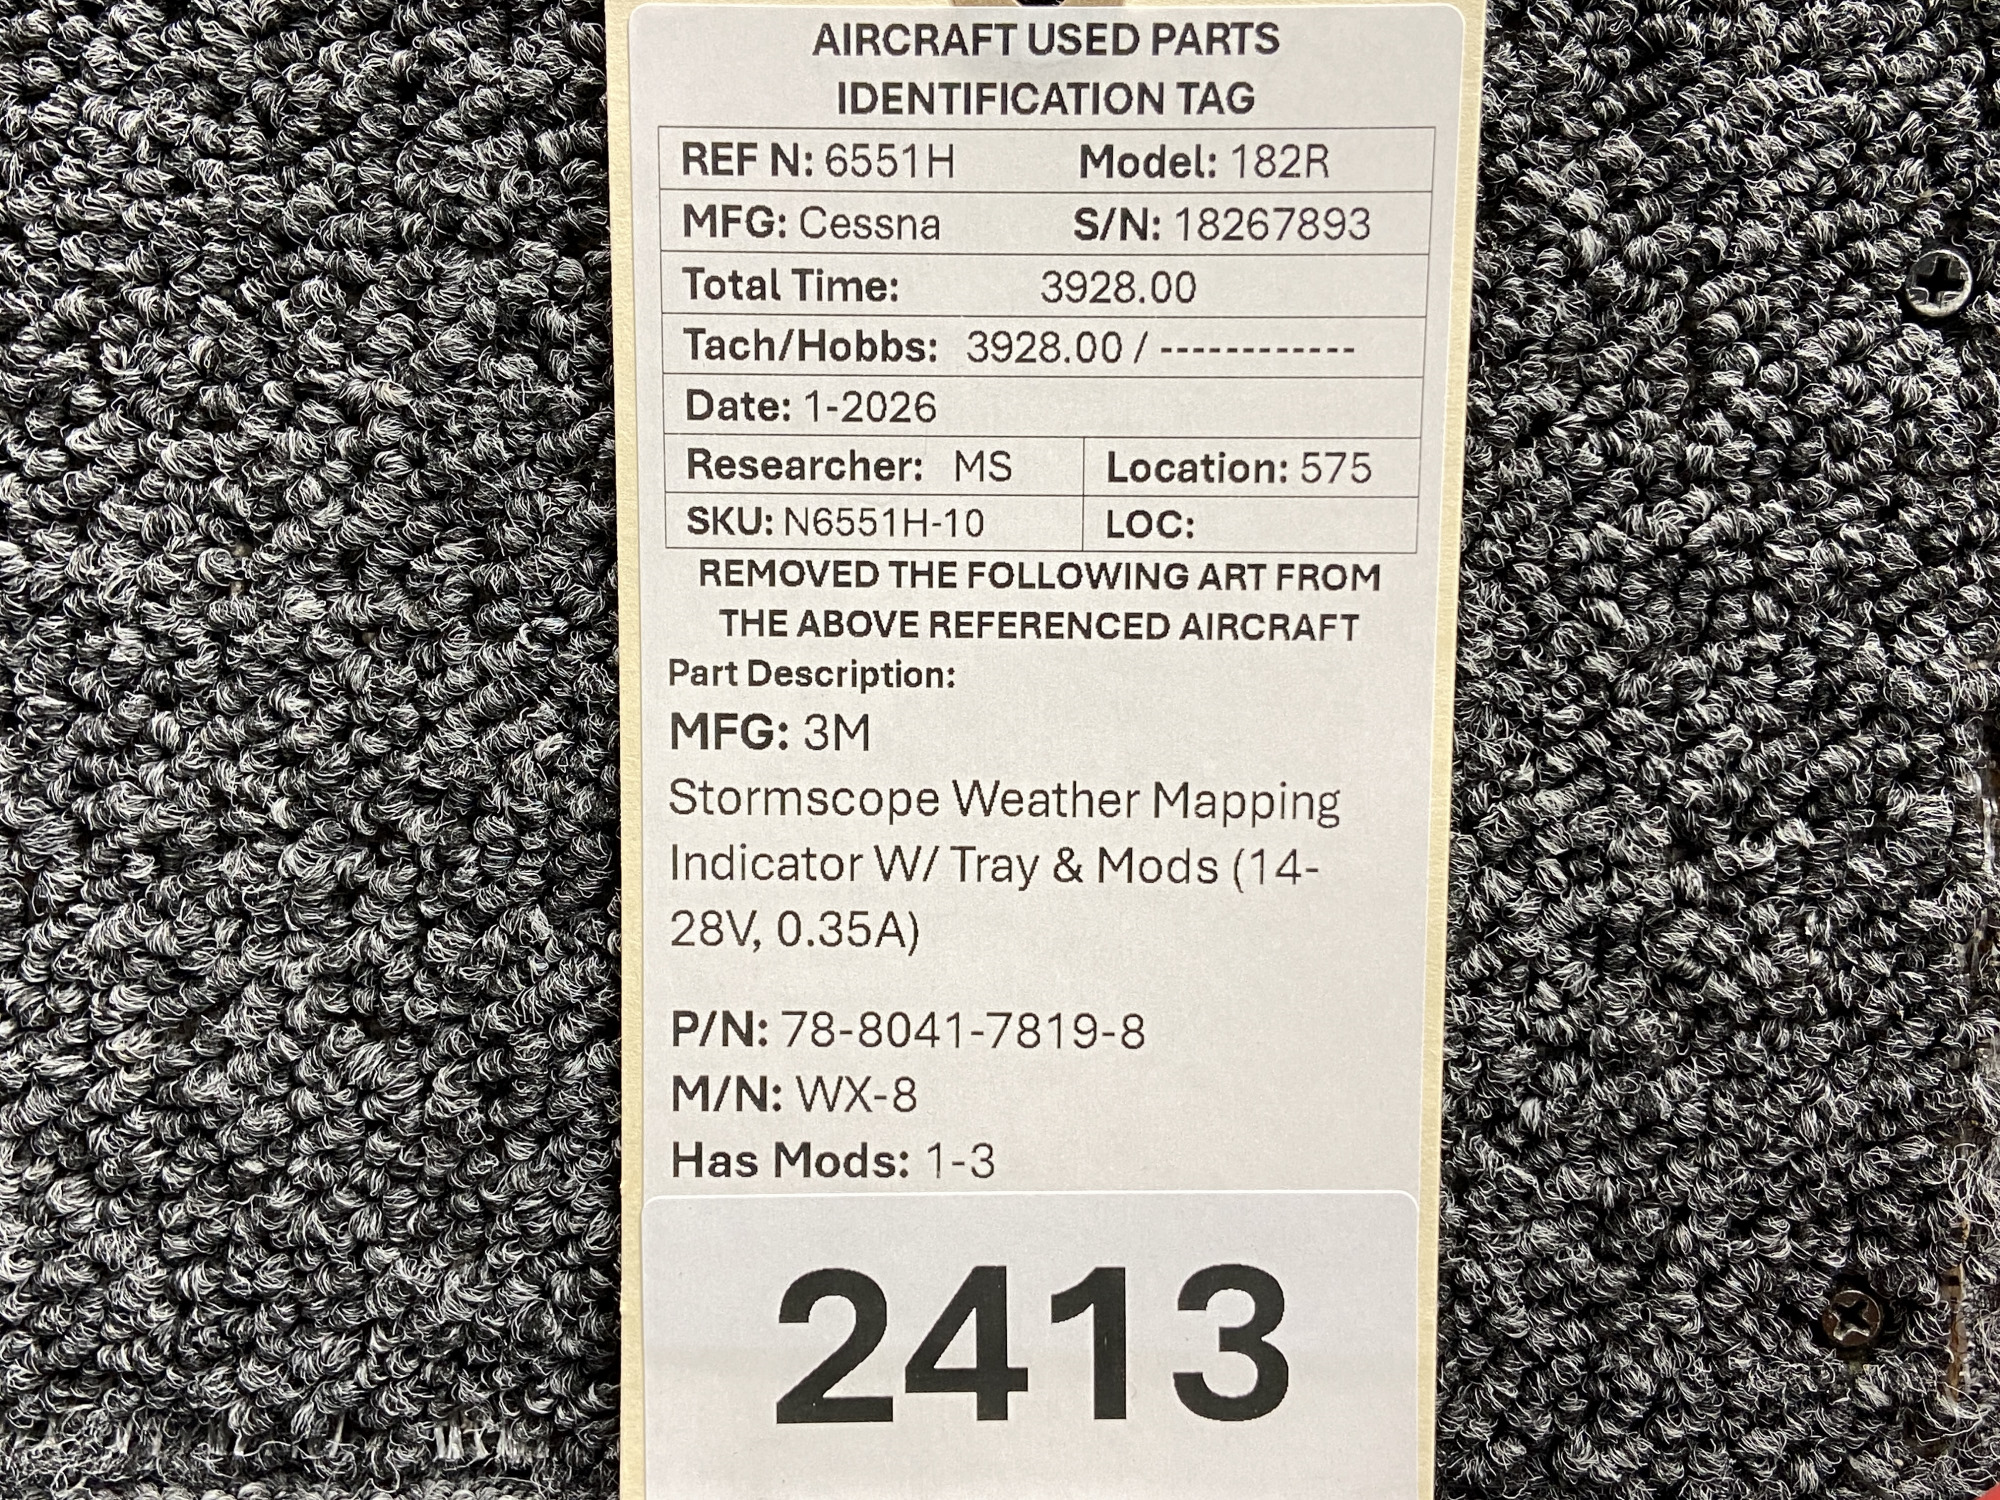 AIRCRAFT USED PARTS
IDENTIFICATION TAG
REF N: 6551H Model: 182R
MFG: Cessna S/N: 18267893
Total Time: 3928.00
Tach/Hobbs: 3928.00 / ------------
Date: 1-2026
Researcher: MS Location: 575
SKU: N6551H-10 LOC:
REMOVED THE FOLLOWING ART FROM
THE ABOVE REFERENCED AIRCRAFT
Part Description:
MFG: 3M
Stormscope Weather Mapping
Indicator W/ Tray & Mods (14-
28V, 0.35A)
P/N: 78-8041-7819-8
M/N: WX-8
Has Mods: 1-3
2413